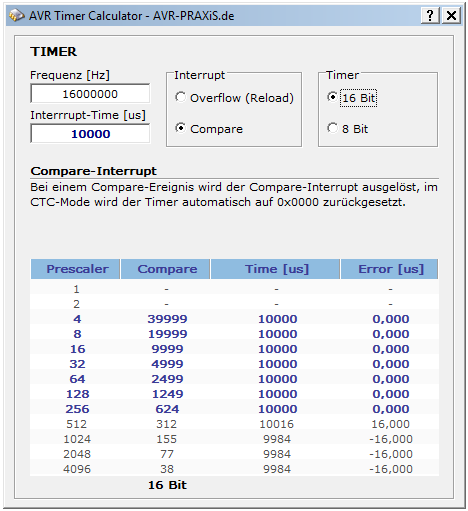 AVR Timer Calculator - AVR-PRAXiS.de
TIMER
Frequenz [Hz]
16000000
Interrrupt-Time [us]
10000
Interrupt
Overflow (Reload)
Compare
Timer
16 Bit
8 Bit
Compare-Interrupt
Bei einem Compare-Ereignis wird der Compare-Interrupt ausgelöst, im
CTC-Mode wird der Timer automatisch auf 0x0000 zurückgesetzt.
Prescaler Compare Time [us] Error [us]
1 - - -
2 - - -
4 39999 10000 0,000
8 19999 10000 0,000
16 9999 10000 0,000
32 4999 10000 0,000
64 2499 10000 0,000
128 1249 10000 0,000
256 624 10000 0,000
512 312 10016 16,000
1024 155 9984 -16,000
2048 77 9984 -16,000
4096 38 9984 -16,000
16 Bit